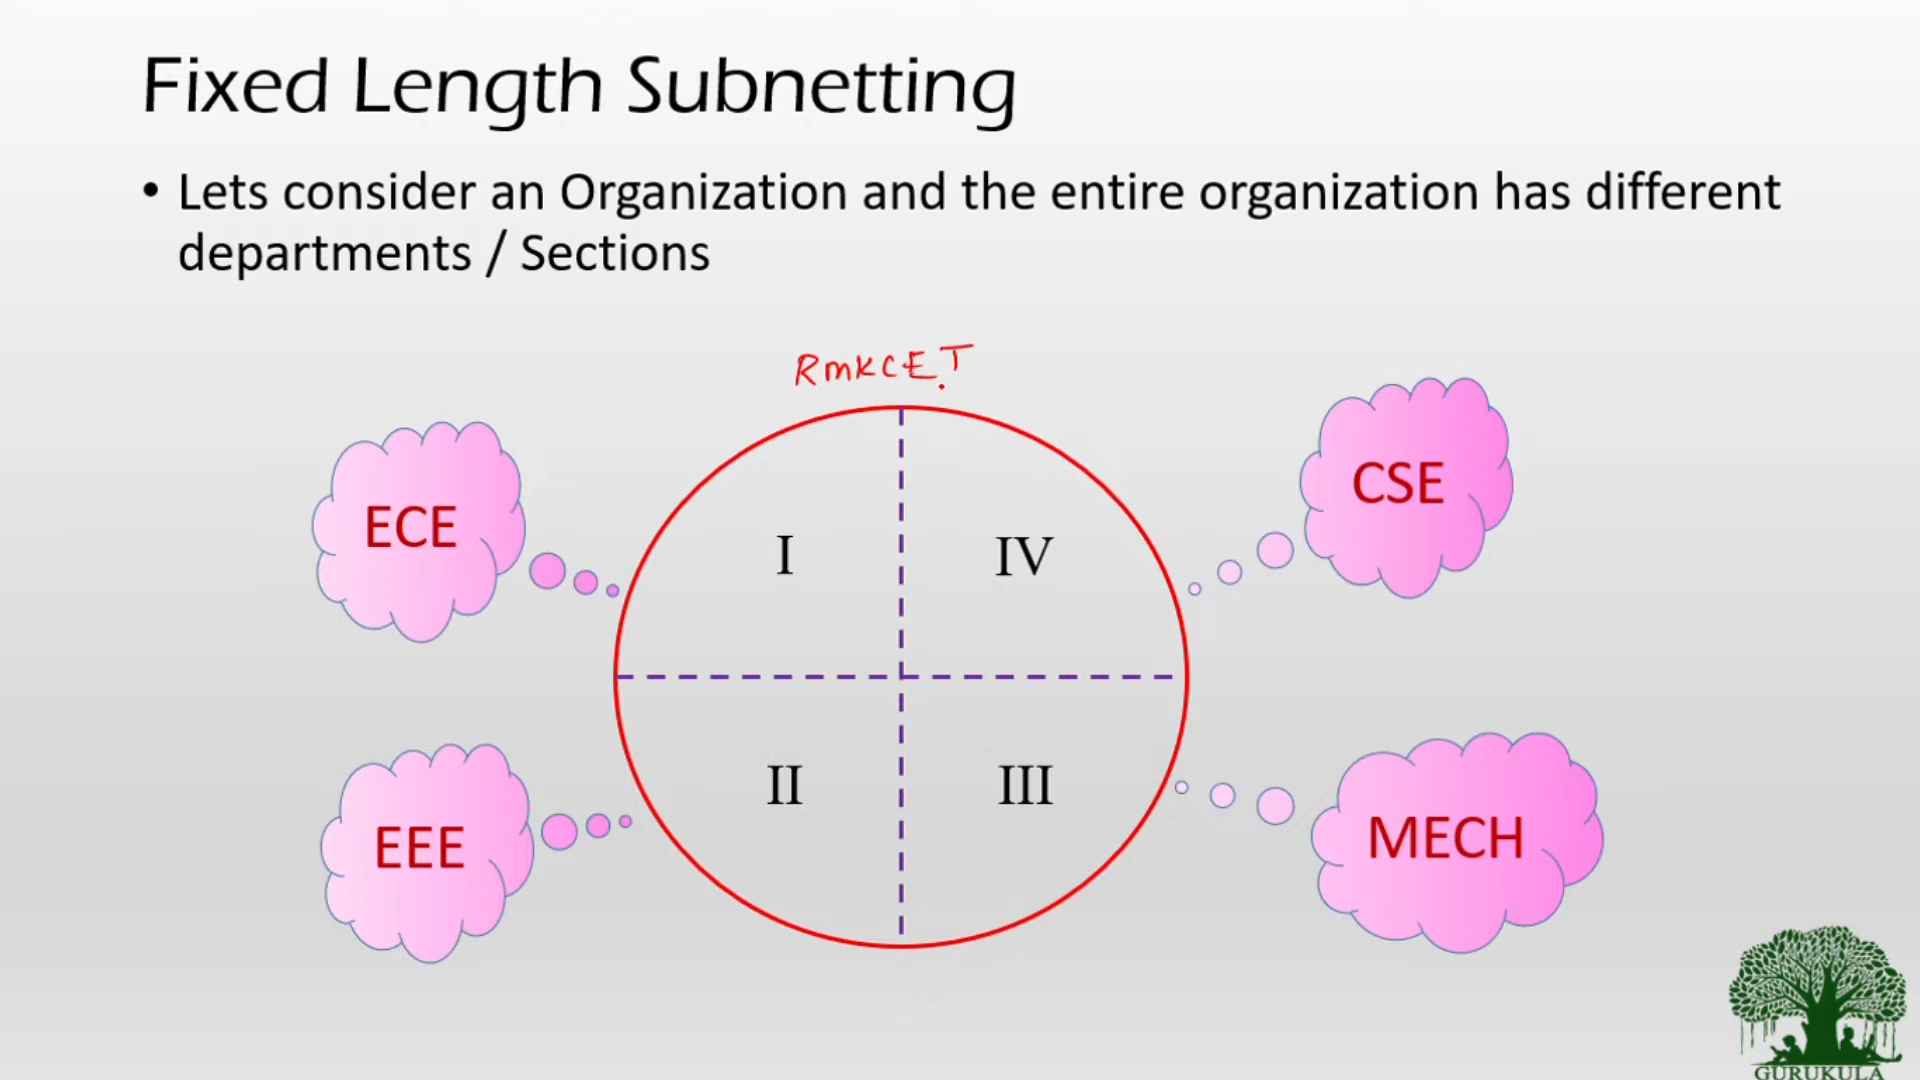 Fixed Length Subnetting
• Lets consider an Organization and the entire organization has different
departments / Sections
RMKCET
ECE
CSE
I
IV
II
III
EEE
MECH
GURUKULA